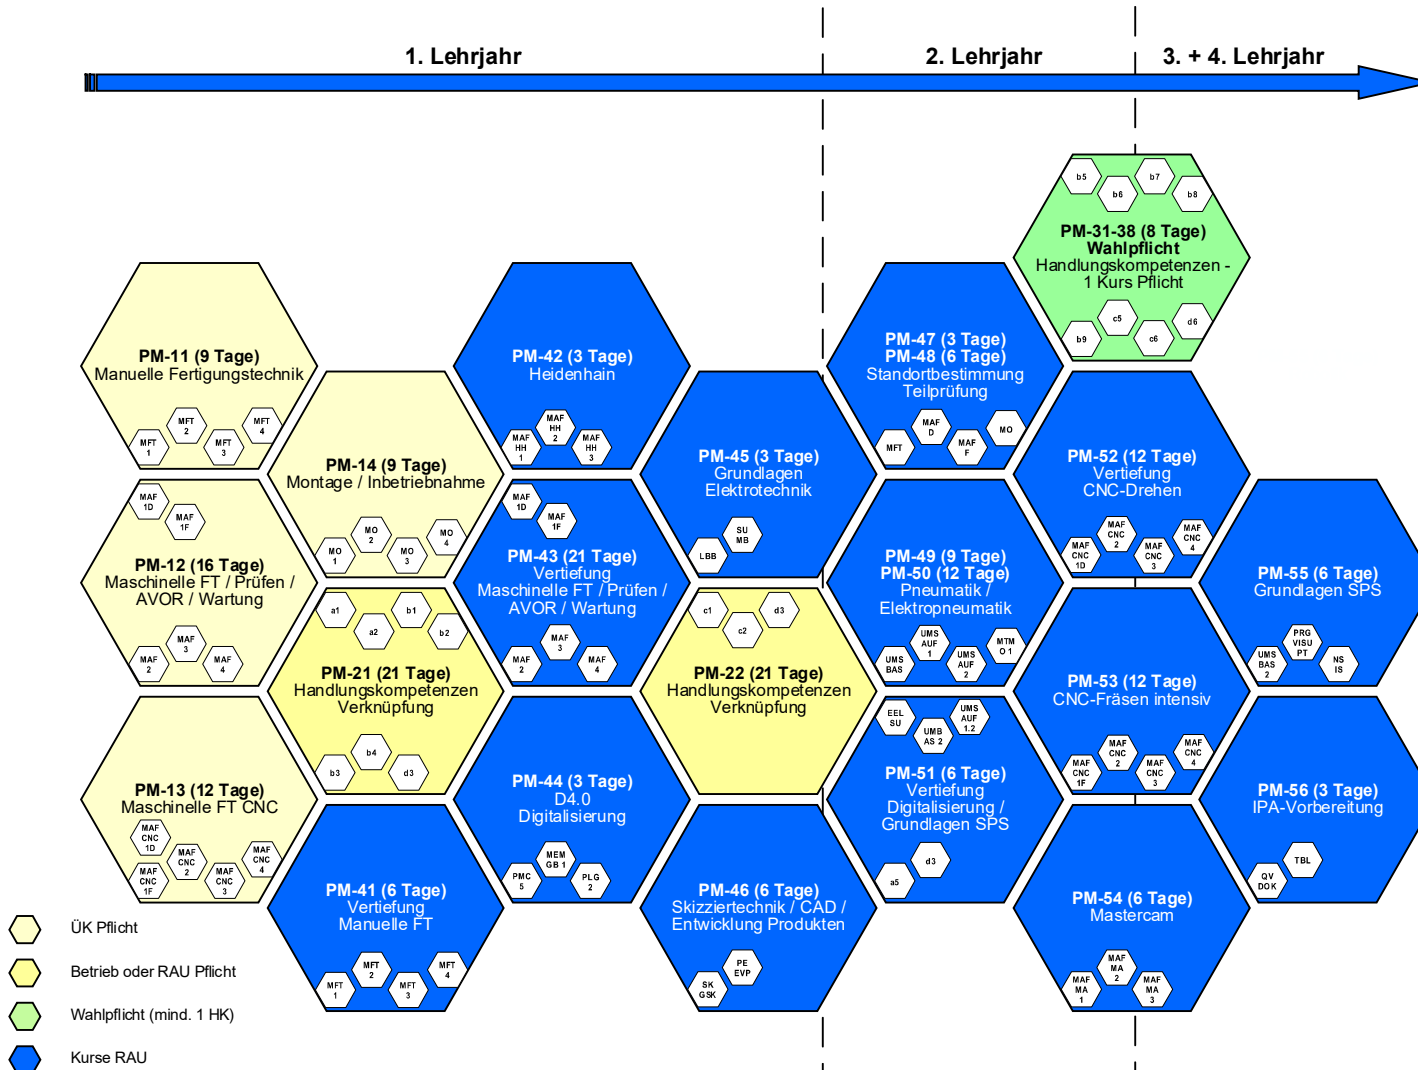 1. Lehrjahr
2. Lehrjahr
3. + 4. Lehrjahr
b5
b6
b7
b8
PM-31-38 (8 Tage)
Wahlpflicht
Handlungskompetenzen -
1 Kurs Pflicht
b9
c5
c6
d6
PM-11 (9 Tage)
Manuelle Fertigungstechnik
MFT
1
MFT
2
MFT
3
MFT
4
PM-42 (3 Tage)
Heidenhain
MAF
HH
1
MAF
HH
2
MAF
HH
3
PM-47 (3 Tage)
PM-48 (6 Tage)
Standortbestimmung
Teilprüfung
MFT
MAF
D
MAF
F
MO
PM-14 (9 Tage)
Montage / Inbetriebnahme
MO
1
MO
2
MO
3
MO
4
PM-45 (3 Tage)
Grundlagen
Elektrotechnik
LBB
SU
MB
PM-52 (12 Tage)
Vertiefung
CNC-Drehen
MAF
CNC
1D
MAF
CNC
2
MAF
CNC
3
MAF
CNC
4
MAF
1D
MAF
1F
PM-12 (16 Tage)
Maschinelle FT / Prüfen /
AVOR / Wartung
MAF
2
MAF
3
MAF
4
MAF
1D
MAF
1F
PM-43 (21 Tage)
Vertiefung
Maschinelle FT / Prüfen /
AVOR / Wartung
MAF
2
MAF
3
MAF
4
PM-49 (9 Tage)
PM-50 (12 Tage)
Pneumatik /
Elektropneumatik
UMS
BAS
UMS
AUF
1
UMS
AUF
2
MTM
O 1
PM-55 (6 Tage)
Grundlagen SPS
UMS
BAS
2
PRG
VISU
PT
NS
IS
a1
a2
b1
b2
PM-21 (21 Tage)
Handlungskompetenzen
Verknüpfung
b3
b4
d3
c1
c2
d3
PM-22 (21 Tage)
Handlungskompetenzen
Verknüpfung
PM-53 (12 Tage)
CNC-Fräsen intensiv
MAF
CNC
1F
MAF
CNC
2
MAF
CNC
3
MAF
CNC
4
PM-13 (12 Tage)
Maschinelle FT CNC
MAF
CNC
1D
MAF
CNC
1F
MAF
CNC
2
MAF
CNC
3
MAF
CNC
4
PM-44 (3 Tage)
D4.0
Digitalisierung
PMC
5
MEM
GB 1
PLG
2
EEL
SU
UMB
AS 2
UMS
AUF
1.2
PM-51 (6 Tage)
Vertiefung
Digitalisierung /
Grundlagen SPS
a5
d3
PM-56 (3 Tage)
IPA-Vorbereitung
QV
DOK
TBL
PM-41 (6 Tage)
Vertiefung
Manuelle FT
MFT
1
MFT
2
MFT
3
MFT
4
PM-46 (6 Tage)
Skizziertechnik / CAD /
Entwicklung Produkten
SK
GSK
PE
EVP
PM-54 (6 Tage)
Mastercam
MAF
MA
1
MAF
MA
2
MAF
MA
3
ÜK Pflicht
Betrieb oder RAU Pflicht
Wahlpflicht (mind. 1 HK)
Kurse RAU